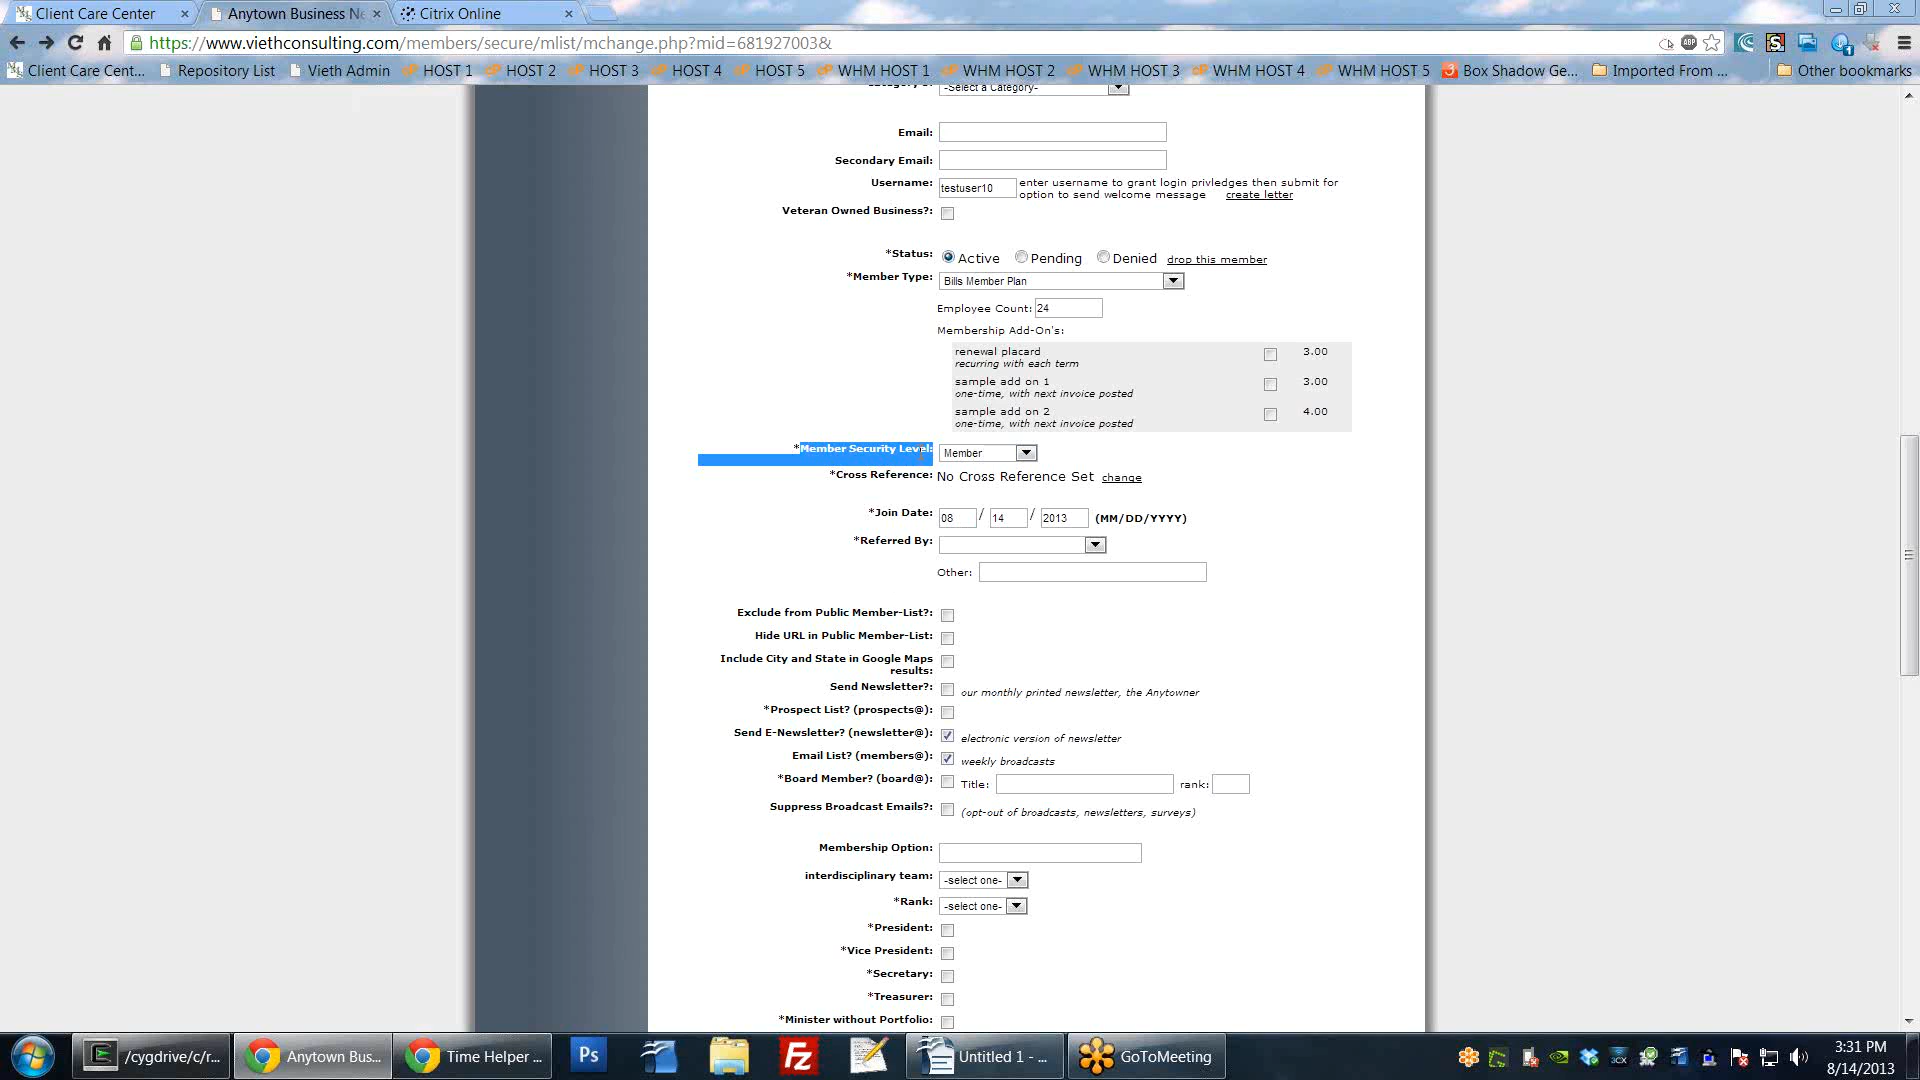 Client Care Center
Anytown Business Ne
Citrix Online
https://www.viethconsulting.com/members/secure/mlist/mchange.php?mid=681927003&
Client Care Cent...
Repository List
Vieth Admin
HOST 1
HOST 2
HOST 3
HOST 4
HOST 5
WHM HOST 1
WHM HOST 2
WHM HOST 3
WHM HOST 4
WHM HOST 5
Box Shadow Ge...
Imported From ...
Other bookmarks
-Select a Category-
Email:
Secondary Email:
Username: testuser10 enter username to grant login privledges then submit for
option to send welcome message create letter
Veteran Owned Business?:
*Status: Active Pending Denied drop this member
*Member Type: Bills Member Plan
Employee Count: 24
Membership Add-On's:
renewal placard 3.00
recurring with each term
sample add on 1 3.00
one-time, with next invoice posted
sample add on 2 4.00
one-time, with next invoice posted
*Member Security Level: Member
*Cross Reference: No Cross Reference Set change
*Join Date: 08 / 14 / 2013 (MM/DD/YYYY)
*Referred By:
Other:
Exclude from Public Member-List?:
Hide URL in Public Member-List:
Include City and State in Google Maps
results:
Send Newsletter?: our monthly printed newsletter, the Anytowner
*Prospect List? (prospects@):
Send E-Newsletter? (newsletter@): electronic version of newsletter
Email List? (members@): weekly broadcasts
*Board Member? (board@): Title: rank:
Suppress Broadcast Emails?: (opt-out of broadcasts, newsletters, surveys)
Membership Option:
interdisciplinary team: -select one-
*Rank: -select one-
*President:
*Vice President:
*Secretary:
*Treasurer:
*Minister without Portfolio:
/cygdrive/c/r...
Anytown Bus...
Time Helper ...
Ps
Fz
Untitled 1 - ...
GoToMeeting
3:31 PM
8/14/2013